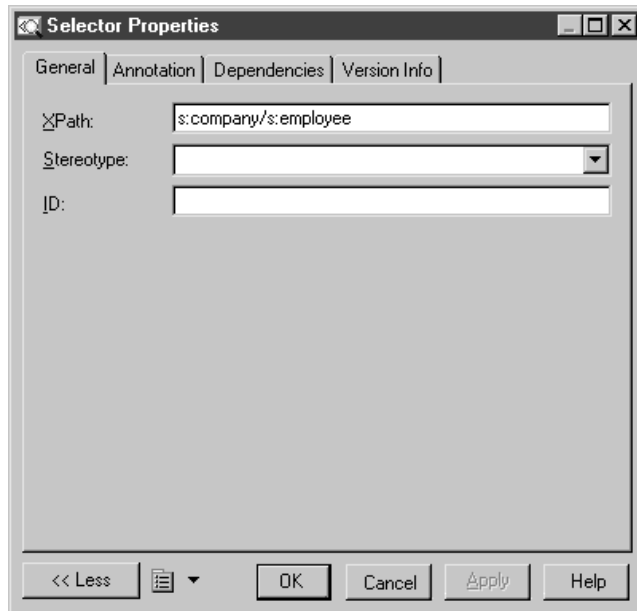 Selector Properties
General Annotation Dependencies Version Info
XPath: s:company/s:employee
Stereotype:
ID:
<< Less OK Cancel Apply Help